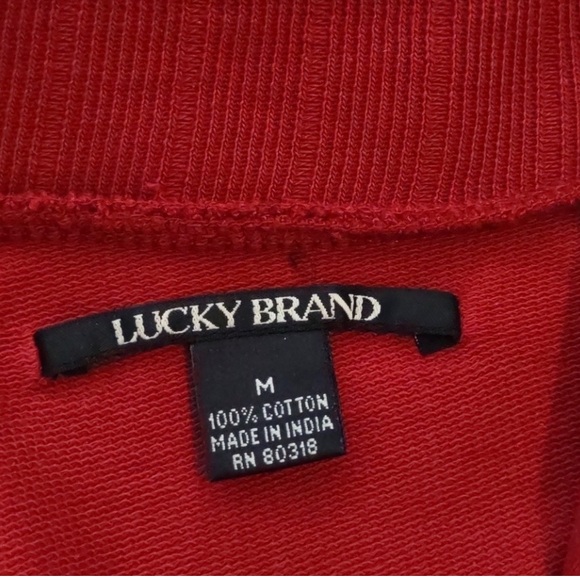 LUCKY BRAND
M
100% COTTON
MADE IN INDIA
RN 80318